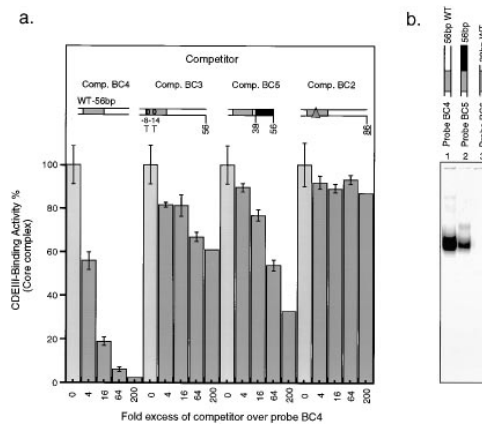 a.
b.
Competitor
Comp. BC4
Comp. BC3
Comp. BC5
Comp. BC2
WT-56bp
-8 -14
T T
56
38
56
86
CDEIII-Binding Activity %
(Core complex)
100
80
60
40
20
0
0 4 16 64 200 0 4 16 64 200 0 4 16 64 200 0 4 16 64 200
Fold excess of competitor over probe BC4
56bp WT
56bp
Probe BC4
Probe BC5
1
2